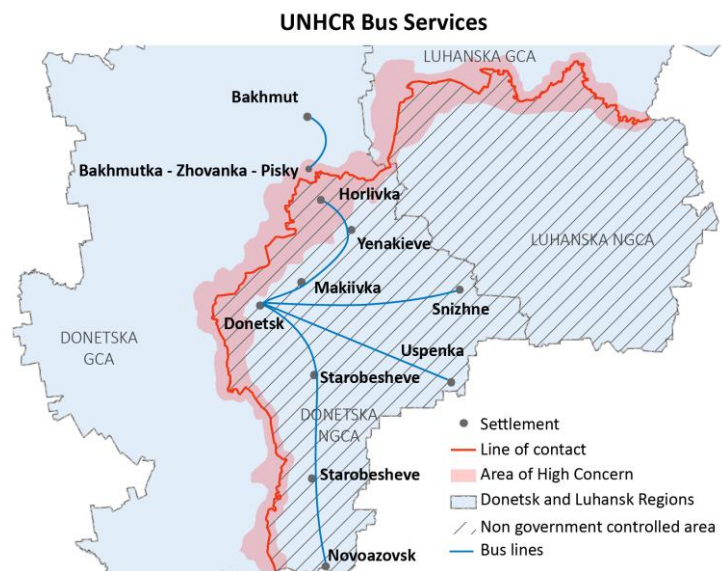 UNHCR Bus Services
LUHANSKA GCA
Bakhmut
Bakhmutka - Zhovanka - Pisky
Horlivka
Yenakieve
LUHANSKA NGCA
Makiivka
Snizhne
Donetsk
DONETSKA
GCA
Uspenka
Starobesheve
DONETSKA
NGCA
Starobesheve
Novoazovsk
Settlement
Line of contact
Area of High Concern
Donetsk and Luhansk Regions
Non government controlled area
Bus lines